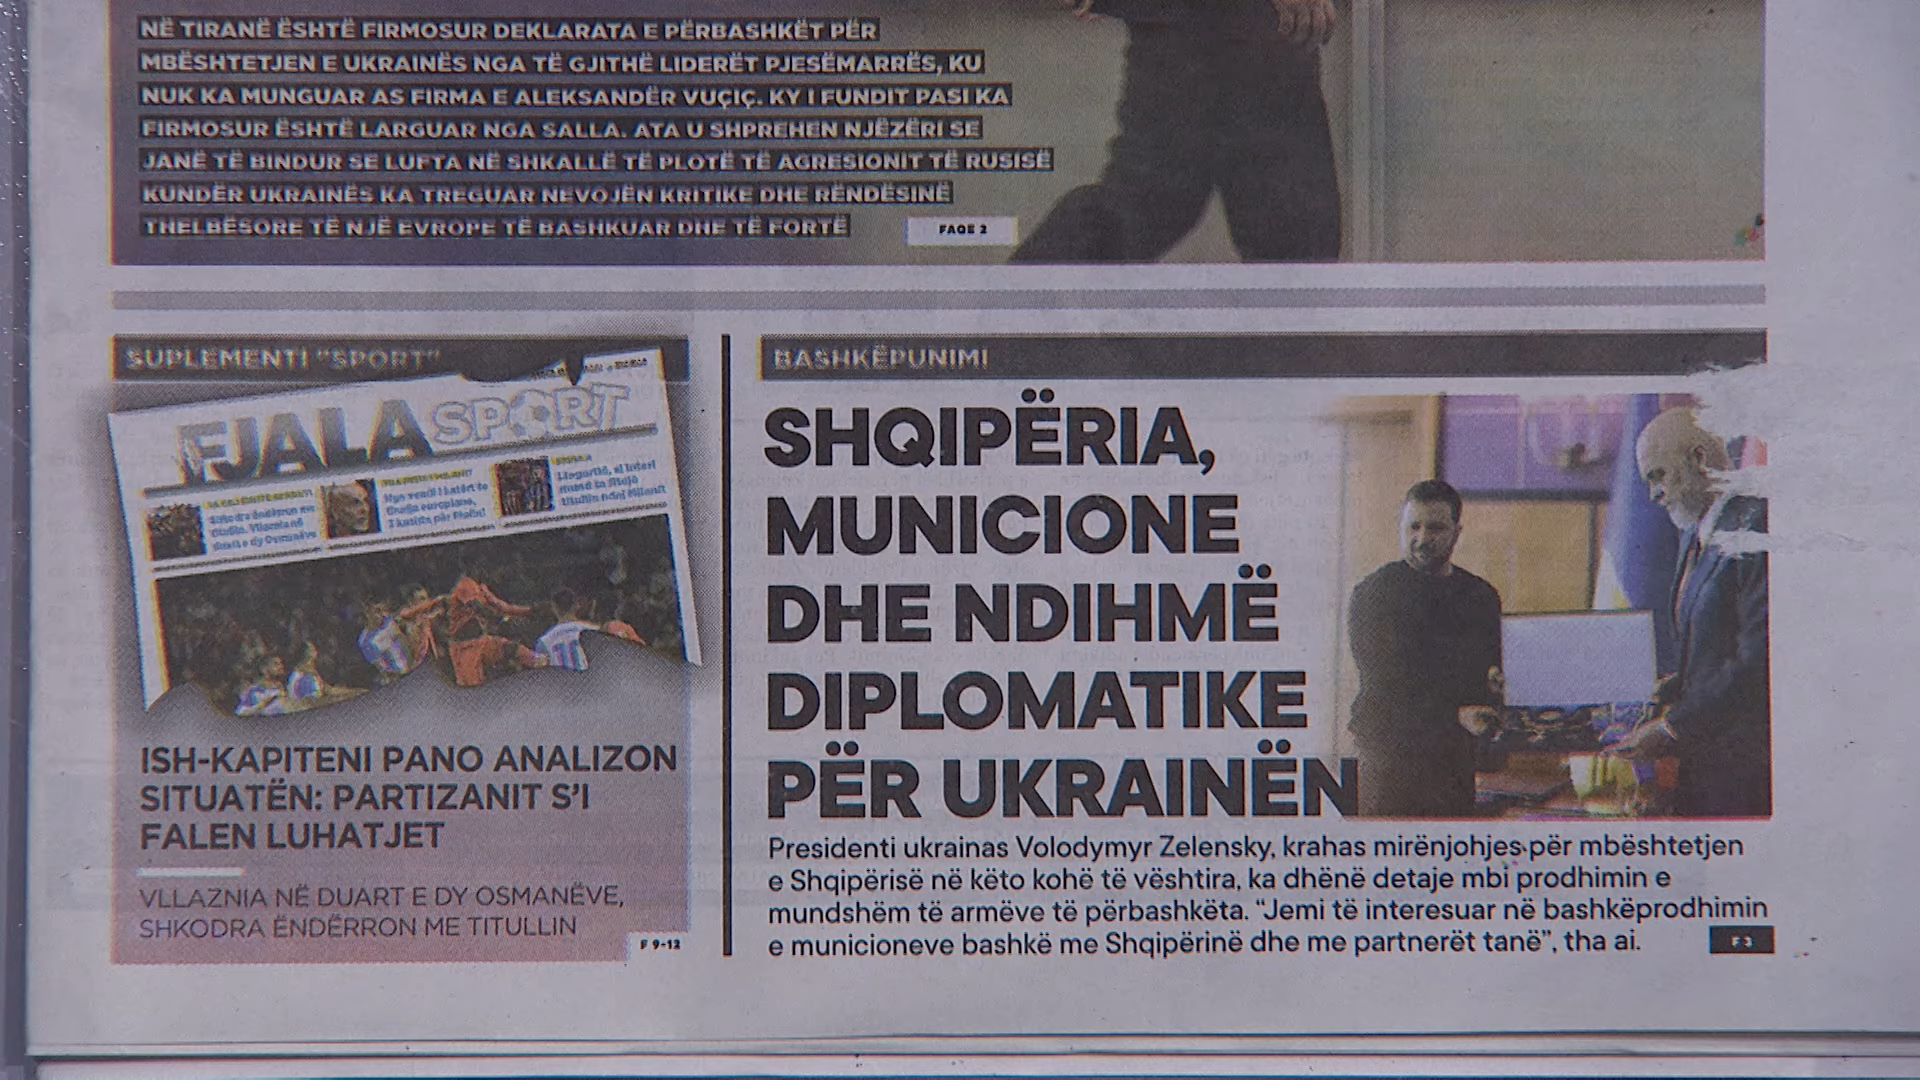 NË TIRANË ËSHTË FIRMOSUR DEKLARATA E PËRBASHKËT PËR
MBËSHTETJEN E UKRAINËS NGA TË GJITHË LIDERËT PJESËMARRËS, KU
NUK KA MUNGUAR AS FIRMA E ALEKSANDËR VUÇIÇ. KY I FUNDIT PASI KA
FIRMOSUR ËSHTË LARGUAR NGA SALLA. ATA U SHPREHEN NJËZËRI SE
JANË TË BINDUR SE LUFTA NË SHKALLË TË PLOTË TË AGRESIONIT TË RUSISË
KUNDËR UKRAINËS KA TREGUAR NEVOJËN KRITIKE DHE RËNDËSINË
THELBËSORE TË NJË EVROPE TË BASHKUAR DHE TË FORTË
FAQE 2
SUPLEMENTI "SPORT"
FJALA SPORT
ISH-KAPITENI PANO ANALIZON
SITUATËN: PARTIZANIT S'I
FALEN LUHATJET
VLLAZNIA NË DUART E DY OSMANËVE,
SHKODRA ËNDËRRON ME TITULLIN
F 9-12
BASHKËPUNIMI
SHQIPËRIA,
MUNICIONE
DHE NDIHMË
DIPLOMATIKE
PËR UKRAINËN
Presidenti ukrainas Volodymyr Zelensky, krahas mirënjohjes për mbështetjen
e Shqipërisë në këto kohë të vështira, ka dhënë detaje mbi prodhimin e
mundshëm të armëve të përbashkëta. “Jemi të interesuar në bashkëprodhimin
e municioneve bashkë me Shqipërinë dhe me partnerët tanë”, tha ai.
F 3